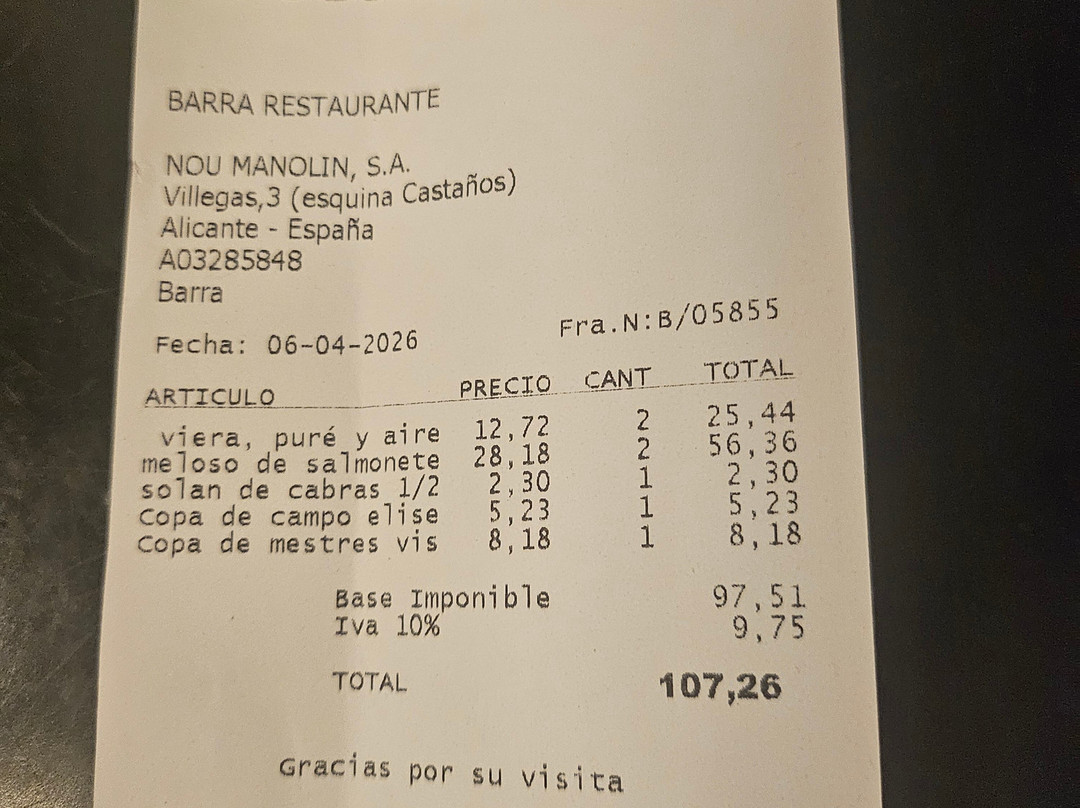 BARRA RESTAURANTE
NOU MANOLIN, S.A.
Villegas,3 (esquina Castaños)
Alicante - España
A03285848
Barra
Fecha: 06-04-2026 Fra.N:B/05855
ARTICULO PRECIO CANT TOTAL
viera, puré y aire 12,72 2 25,44
meloso de salmonete 28,18 2 56,36
solan de cabras 1/2 2,30 1 2,30
copa de campo elise 5,23 1 5,23
copa de mestres vis 8,18 1 8,18
Base Imponible 97,51
Iva 10% 9,75
TOTAL 107,26
Gracias por su visita